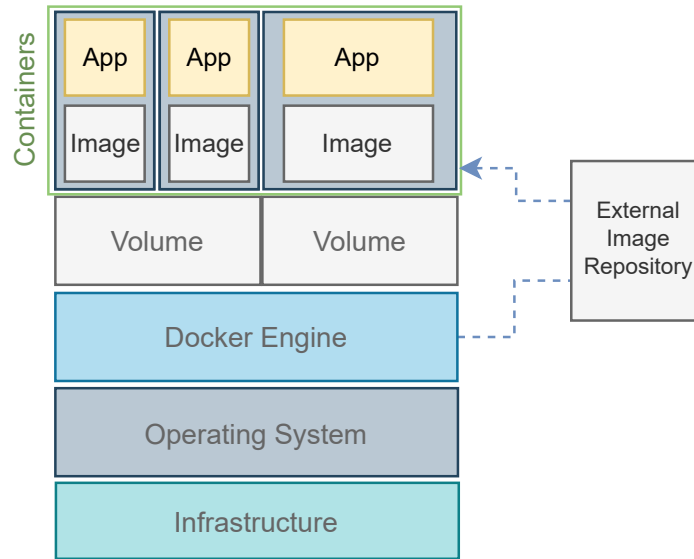 Containers
App
App
App
Image
Image
Image
Volume
Volume
External
Image
Repository
Docker Engine
Operating System
Infrastructure